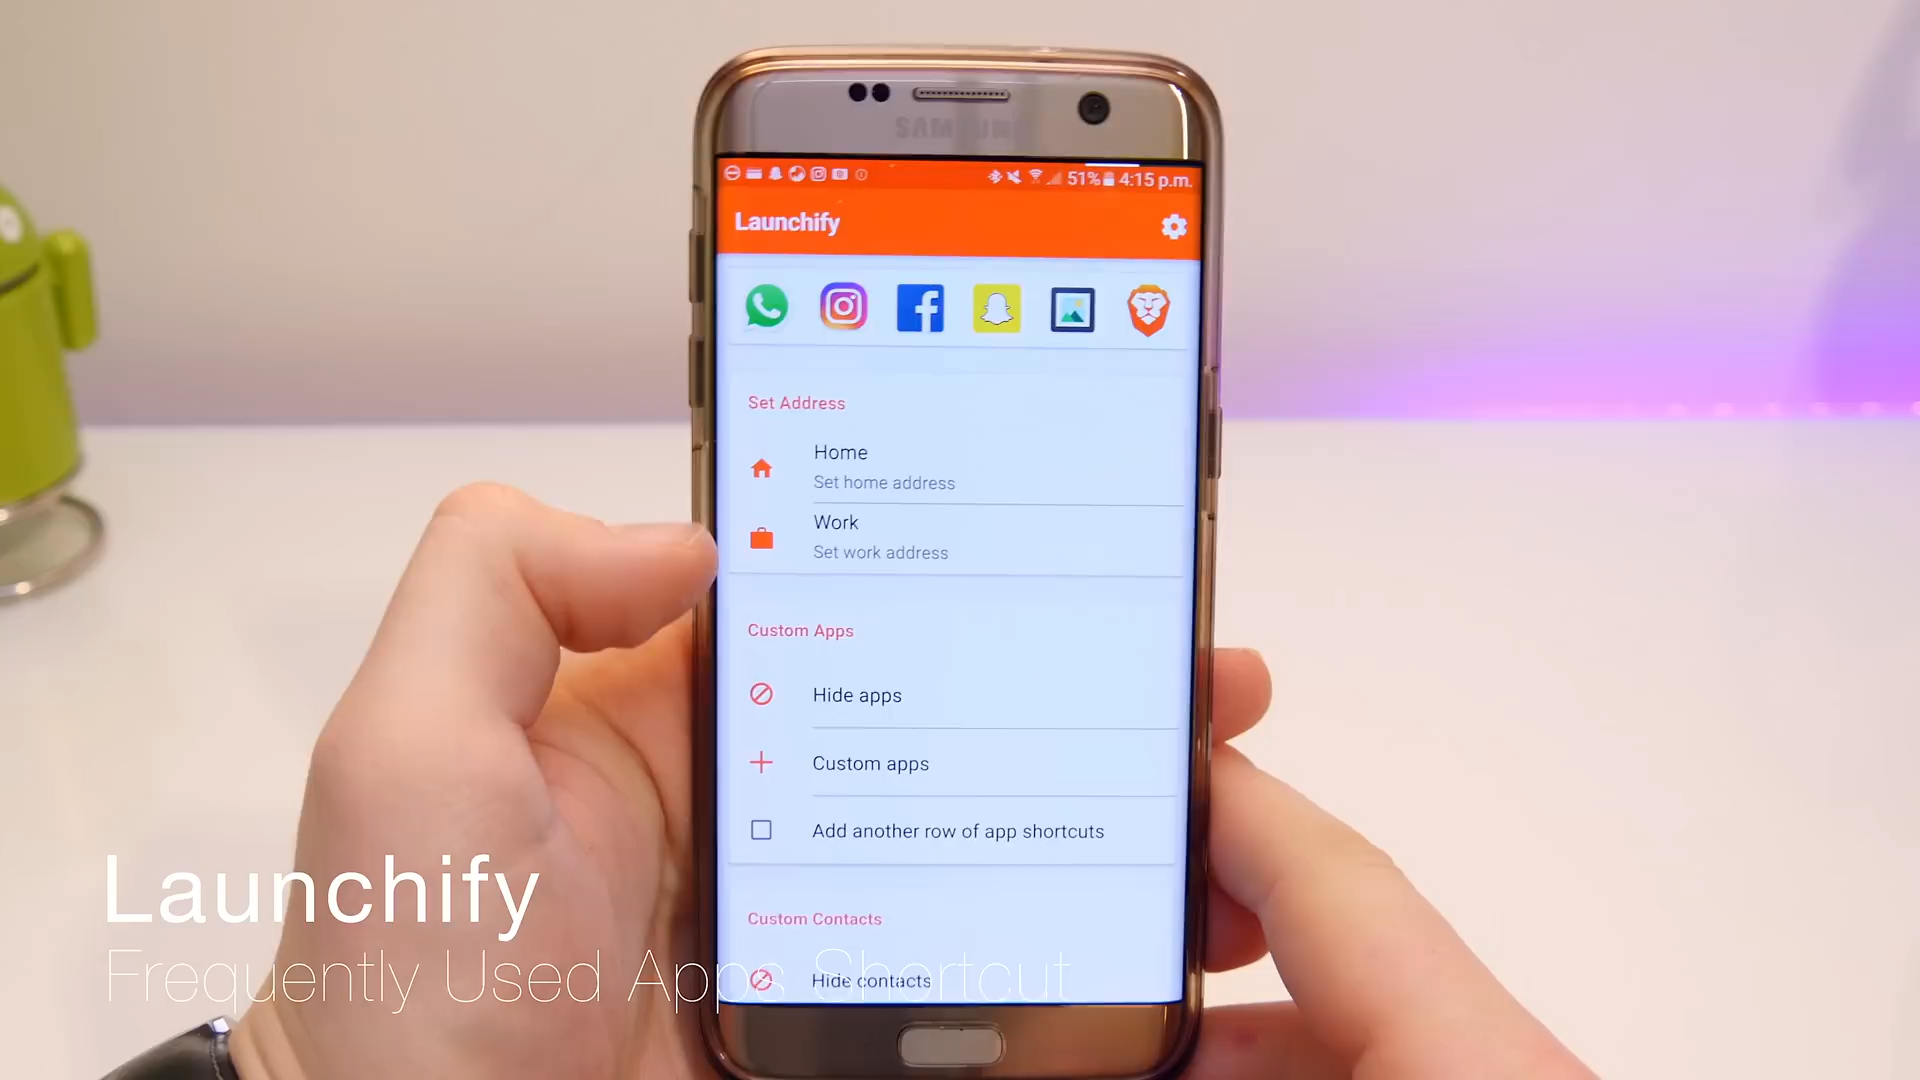 SAMSUNG
51% 4:15 p.m.
Launchify
Set Address
Home
Set home address
Work
Set work address
Custom Apps
Hide apps
Custom apps
Add another row of app shortcuts
Custom Contacts
Hide contacts
Launchify
Frequently Used Apps Shortcut